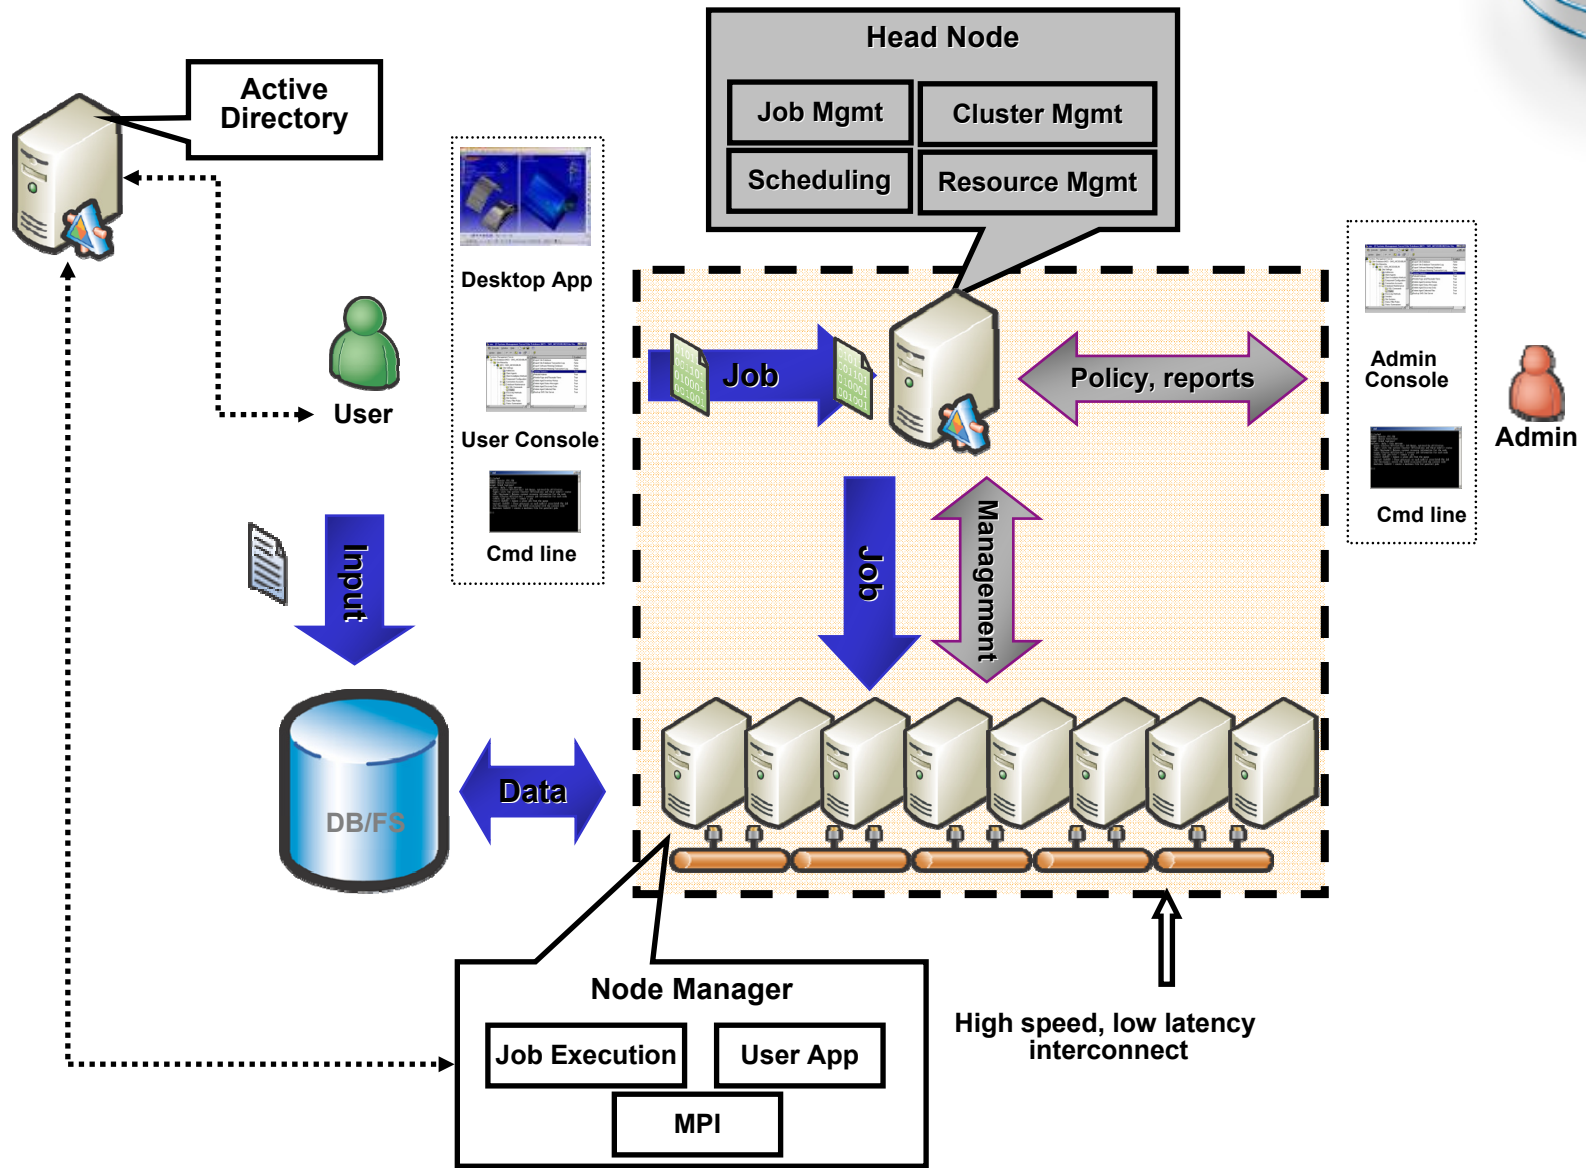 Head Node
Job Mgmt
Cluster Mgmt
Scheduling
Resource Mgmt
Active
Directory
Desktop App
User
User Console
Cmd line
Job
Policy, reports
Admin
Console
Admin
Cmd line
Input
Job
Management
DB/FS
Data
Node Manager
Job Execution
User App
MPI
High speed, low latency
interconnect